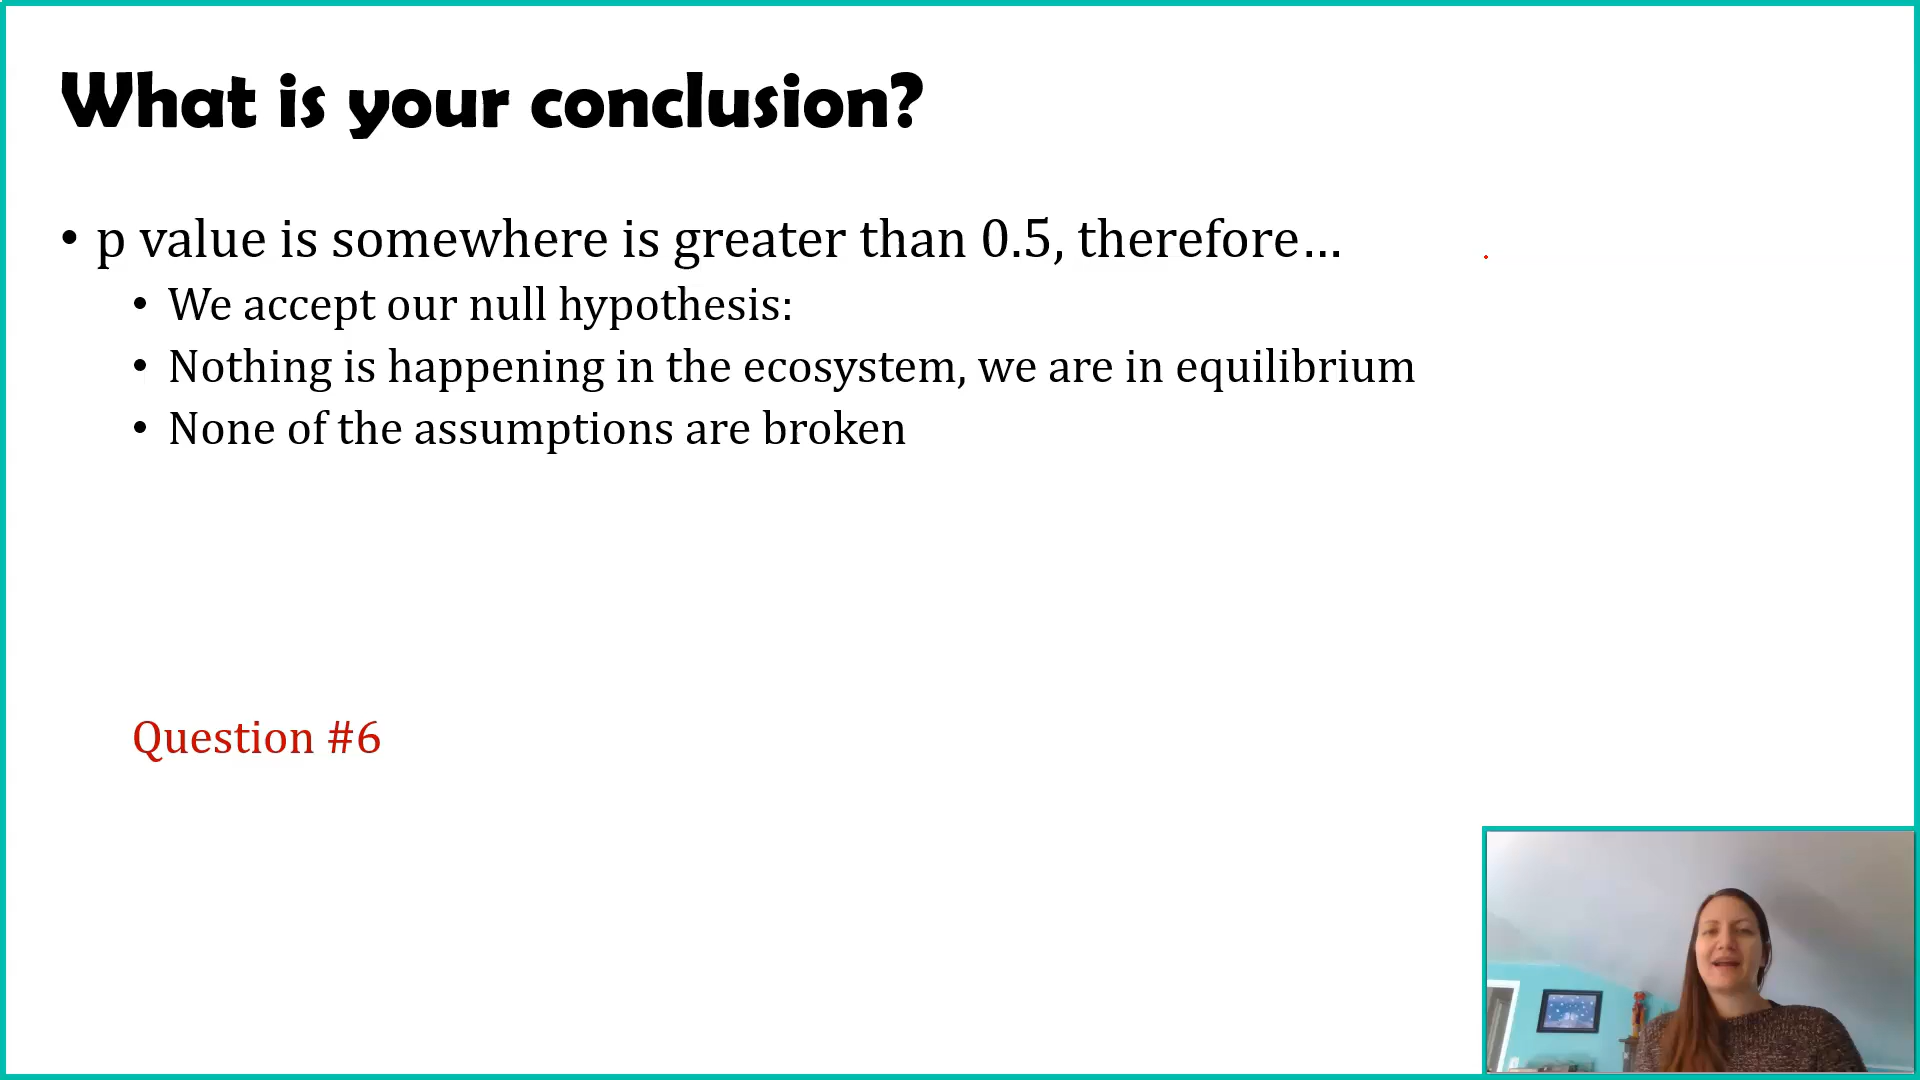 What is your conclusion?
• p value is somewhere is greater than 0.5, therefore…
• We accept our null hypothesis:
• Nothing is happening in the ecosystem, we are in equilibrium
• None of the assumptions are broken
Question #6